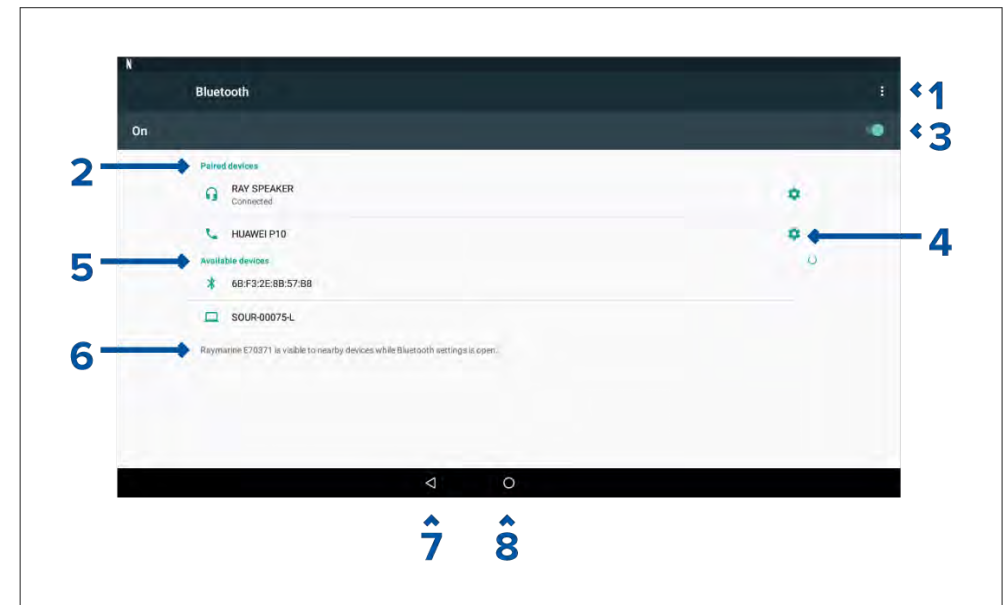 N
Bluetooth
1
On
3
2
Paired devices
RAY SPEAKER
Connected
HUAWEI P10
4
5
Available devices
6B:F3:2E:8B:57:B8
SOUR-00075-L
6
Raymarine E70371 is visible to nearby devices while Bluetooth settings is open.
7
8